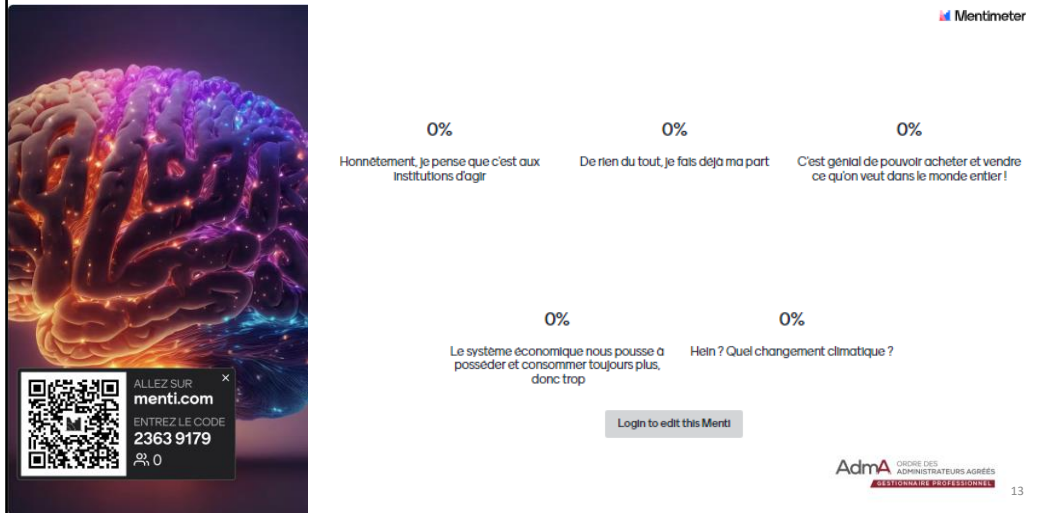 Mentimeter
0%
Honnêtement, je pense que c'est aux
institutions d'agir
0%
De rien du tout, je fais déjà ma part
0%
C'est génial de pouvoir acheter et vendre
ce qu'on veut dans le monde entier !
0%
Le système économique nous pousse à
posséder et consommer toujours plus,
donc trop
0%
Hein ? Quel changement climatique ?
ALLEZ SUR
menti.com
ENTREZ LE CODE
2363 9179
0
Login to edit this Menti
AdmA
ORDRE DES
ADMINISTRATEURS AGRÉÉS
GESTIONNAIRE PROFESSIONNEL
13